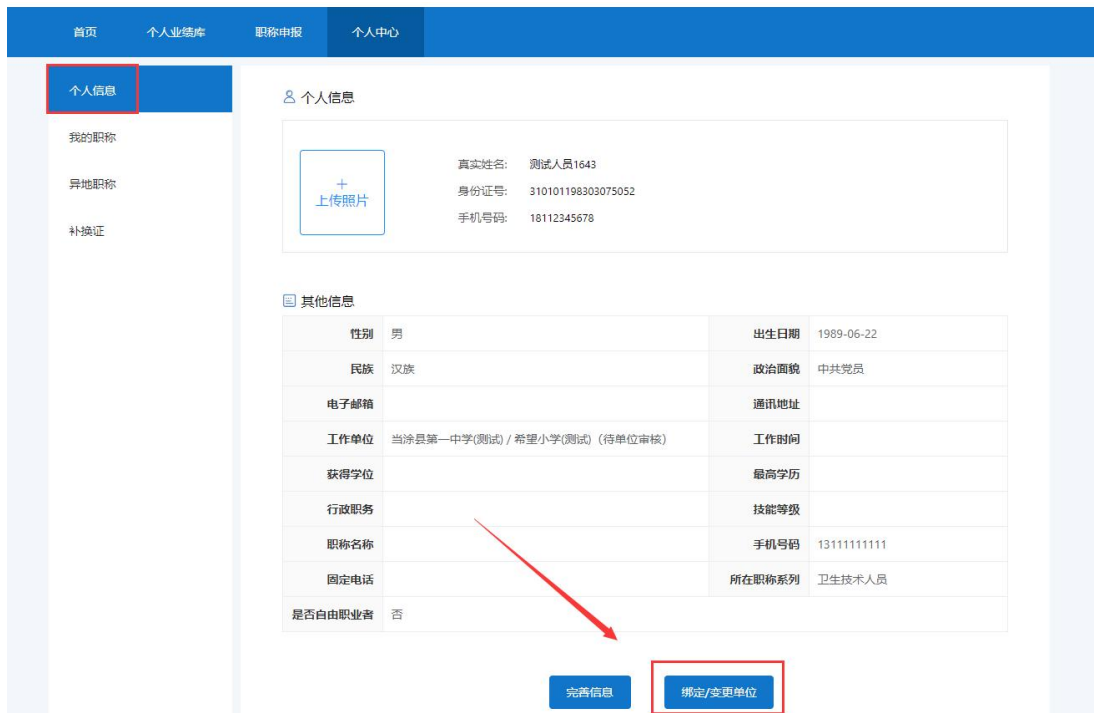 首页 个人业绩库 职称申报 个人中心
个人信息
我的职称
异地职称
补换证
个人信息
+
上传照片
真实姓名: 测试人员1643
身份证号: 310101198303075052
手机号码: 18112345678
其他信息
性别 男 出生日期 1989-06-22
民族 汉族 政治面貌 中共党员
电子邮箱 通讯地址
工作单位 当涂县第一中学(测试) / 希望小学(测试)（待单位审核） 工作时间
获得学位 最高学历
行政职务 技能等级
职称名称 手机号码 13111111111
固定电话 所在职称系列 卫生技术人员
是否自由职业者 否
完善信息 绑定/变更单位